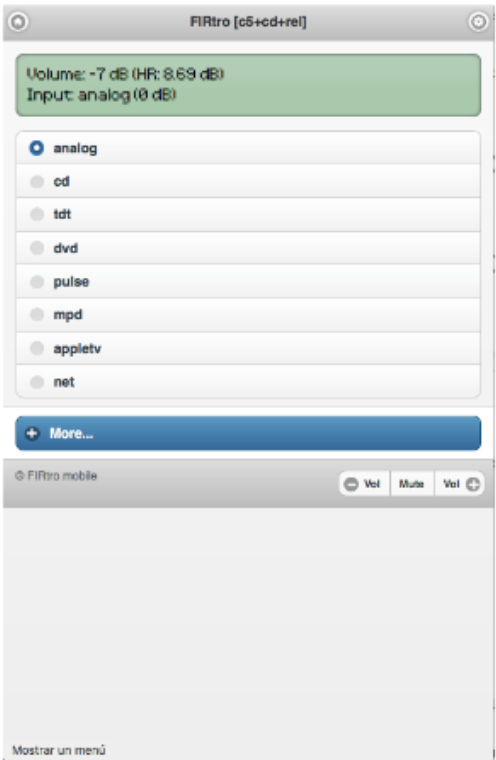 FIRtro [c5+cd+rel]
Volume: -7 dB (HR: 8.69 dB)
Input: analog (0 dB)
analog
cd
tdt
dvd
pulse
mpd
appletv
net
More...
© FIRtro mobile
Vol Mute Vol
Mostrar un menú